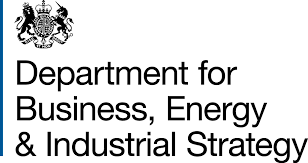 Department for
Business, Energy
& Industrial Strategy